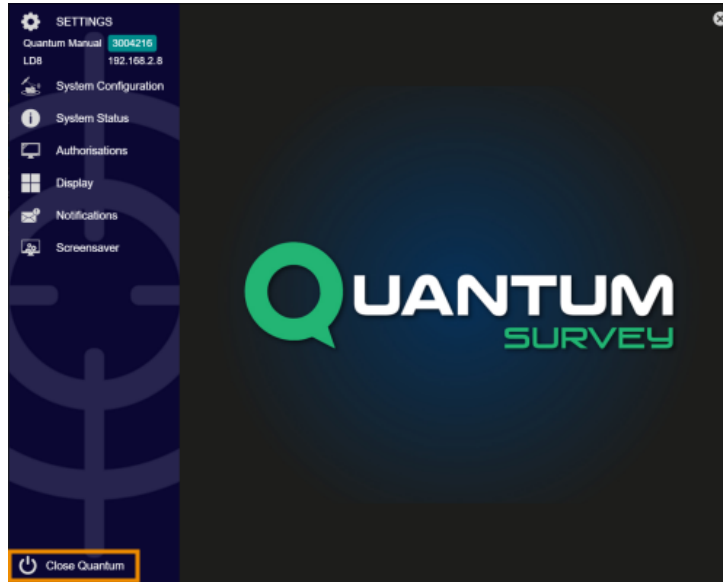 SETTINGS
Quantum Manual 3004216
LD8 192.168.2.8
System Configuration
System Status
Authorisations
Display
Notifications
Screensaver
QUANTUM
SURVEY
Close Quantum